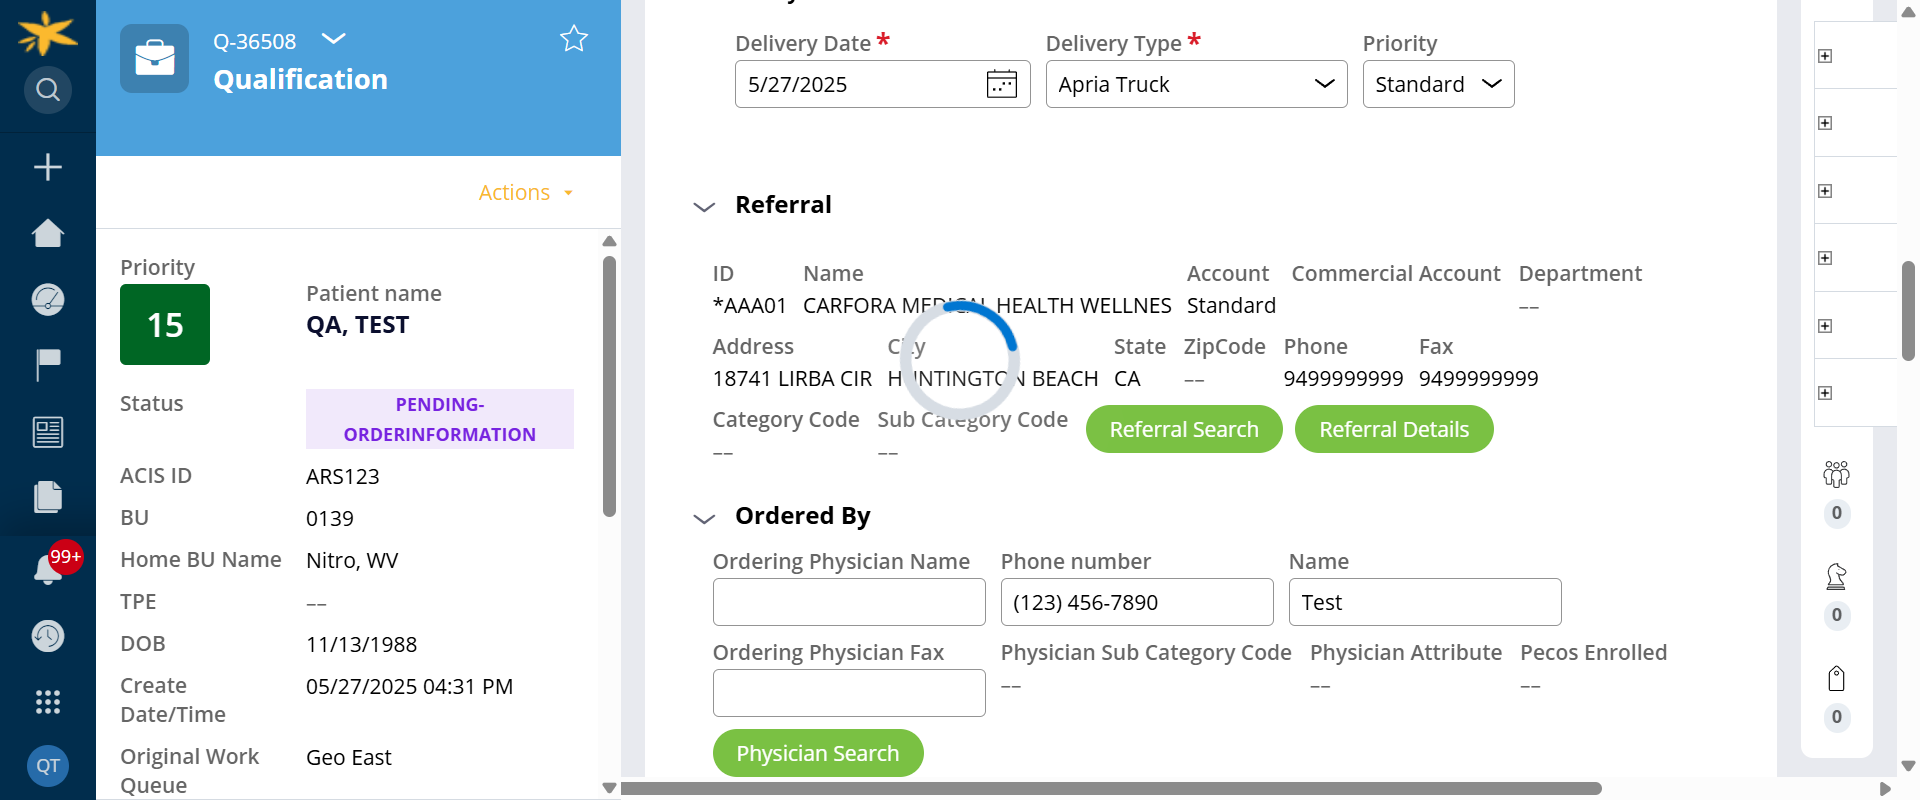 Q-36508
Qualification
Actions
Priority
15
Patient name
QA, TEST
Status
PENDING-
ORDERINFORMATION
ACIS ID
ARS123
BU
0139
Home BU Name
Nitro, WV
TPE
––
DOB
11/13/1988
Create
Date/Time
05/27/2025 04:31 PM
Original Work
Queue
Geo East
99+
QT
Delivery Date *
Delivery Type *
Priority
5/27/2025
Apria Truck
Standard
Referral
ID
Name
Account
Commercial Account
Department
*AAA01
CARFORA MEDICAL HEALTH WELLNES
Standard
––
Address
City
State
ZipCode
Phone
Fax
18741 LIRBA CIR
HUNTINGTON BEACH
CA
––
9499999999
9499999999
Category Code
Sub Category Code
Referral Search
Referral Details
––
––
Ordered By
Ordering Physician Name
Phone number
Name
(123) 456-7890
Test
Ordering Physician Fax
Physician Sub Category Code
Physician Attribute
Pecos Enrolled
––
––
––
Physician Search
0
0
0